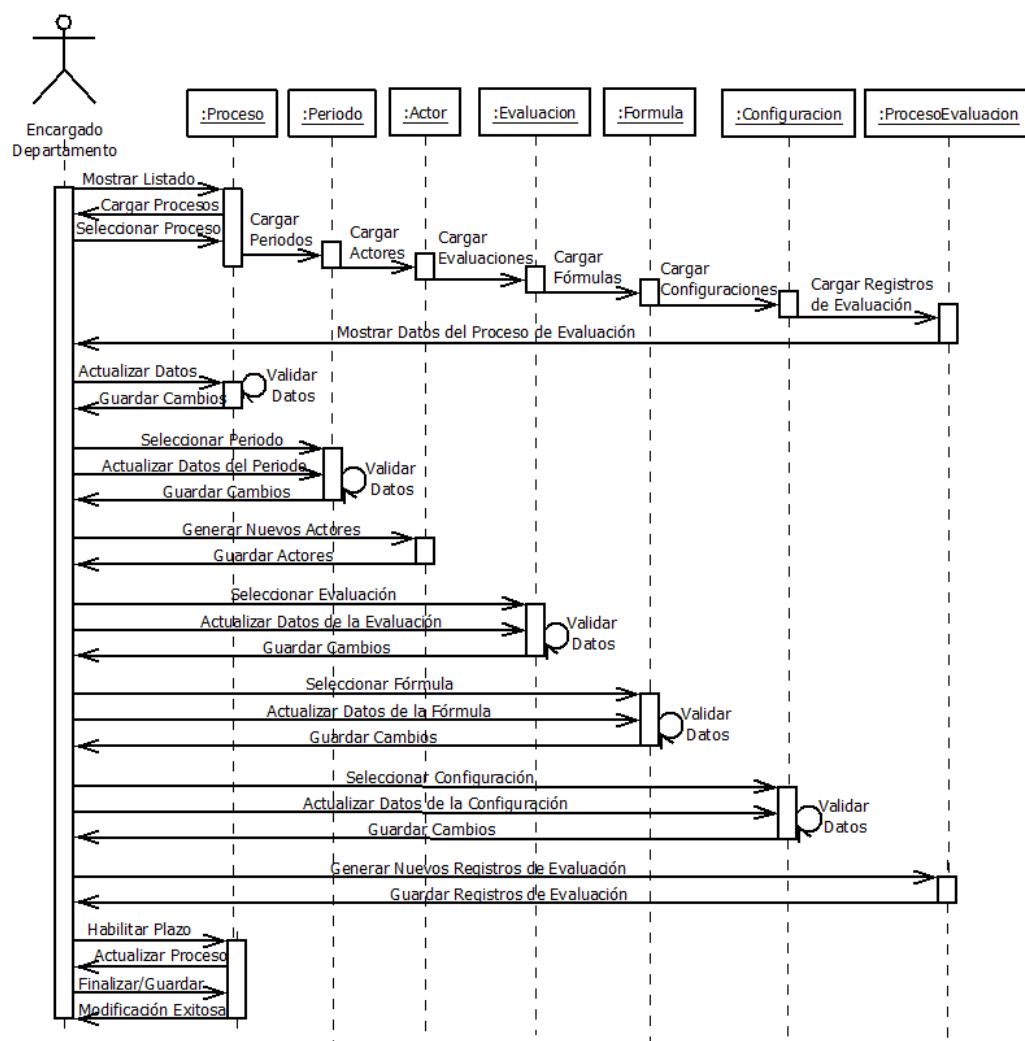 Encargado
Departamento
:Proceso
:Periodo
:Actor
:Evaluacion
:Formula
:Configuracion
:ProcesoEvaluacion
Mostrar Listado
Cargar Procesos
Seleccionar Proceso
Cargar
Periodos
Cargar
Actores
Cargar
Evaluaciones
Cargar
Fórmulas
Cargar
Configuraciones
Cargar Registros
de Evaluación
Mostrar Datos del Proceso de Evaluación
Actualizar Datos
Validar
Datos
Guardar Cambios
Seleccionar Periodo
Actualizar Datos del Periodo
Validar
Datos
Guardar Cambios
Generar Nuevos Actores
Guardar Actores
Seleccionar Evaluación
Actualizar Datos de la Evaluación
Validar
Datos
Guardar Cambios
Seleccionar Fórmula
Actualizar Datos de la Fórmula
Validar
Datos
Guardar Cambios
Seleccionar Configuración
Actualizar Datos de la Configuración
Validar
Datos
Guardar Cambios
Generar Nuevos Registros de Evaluación
Guardar Registros de Evaluación
Habilitar Plazo
Actualizar Proceso
Finalizar/Guardar
Modificación Exitosa